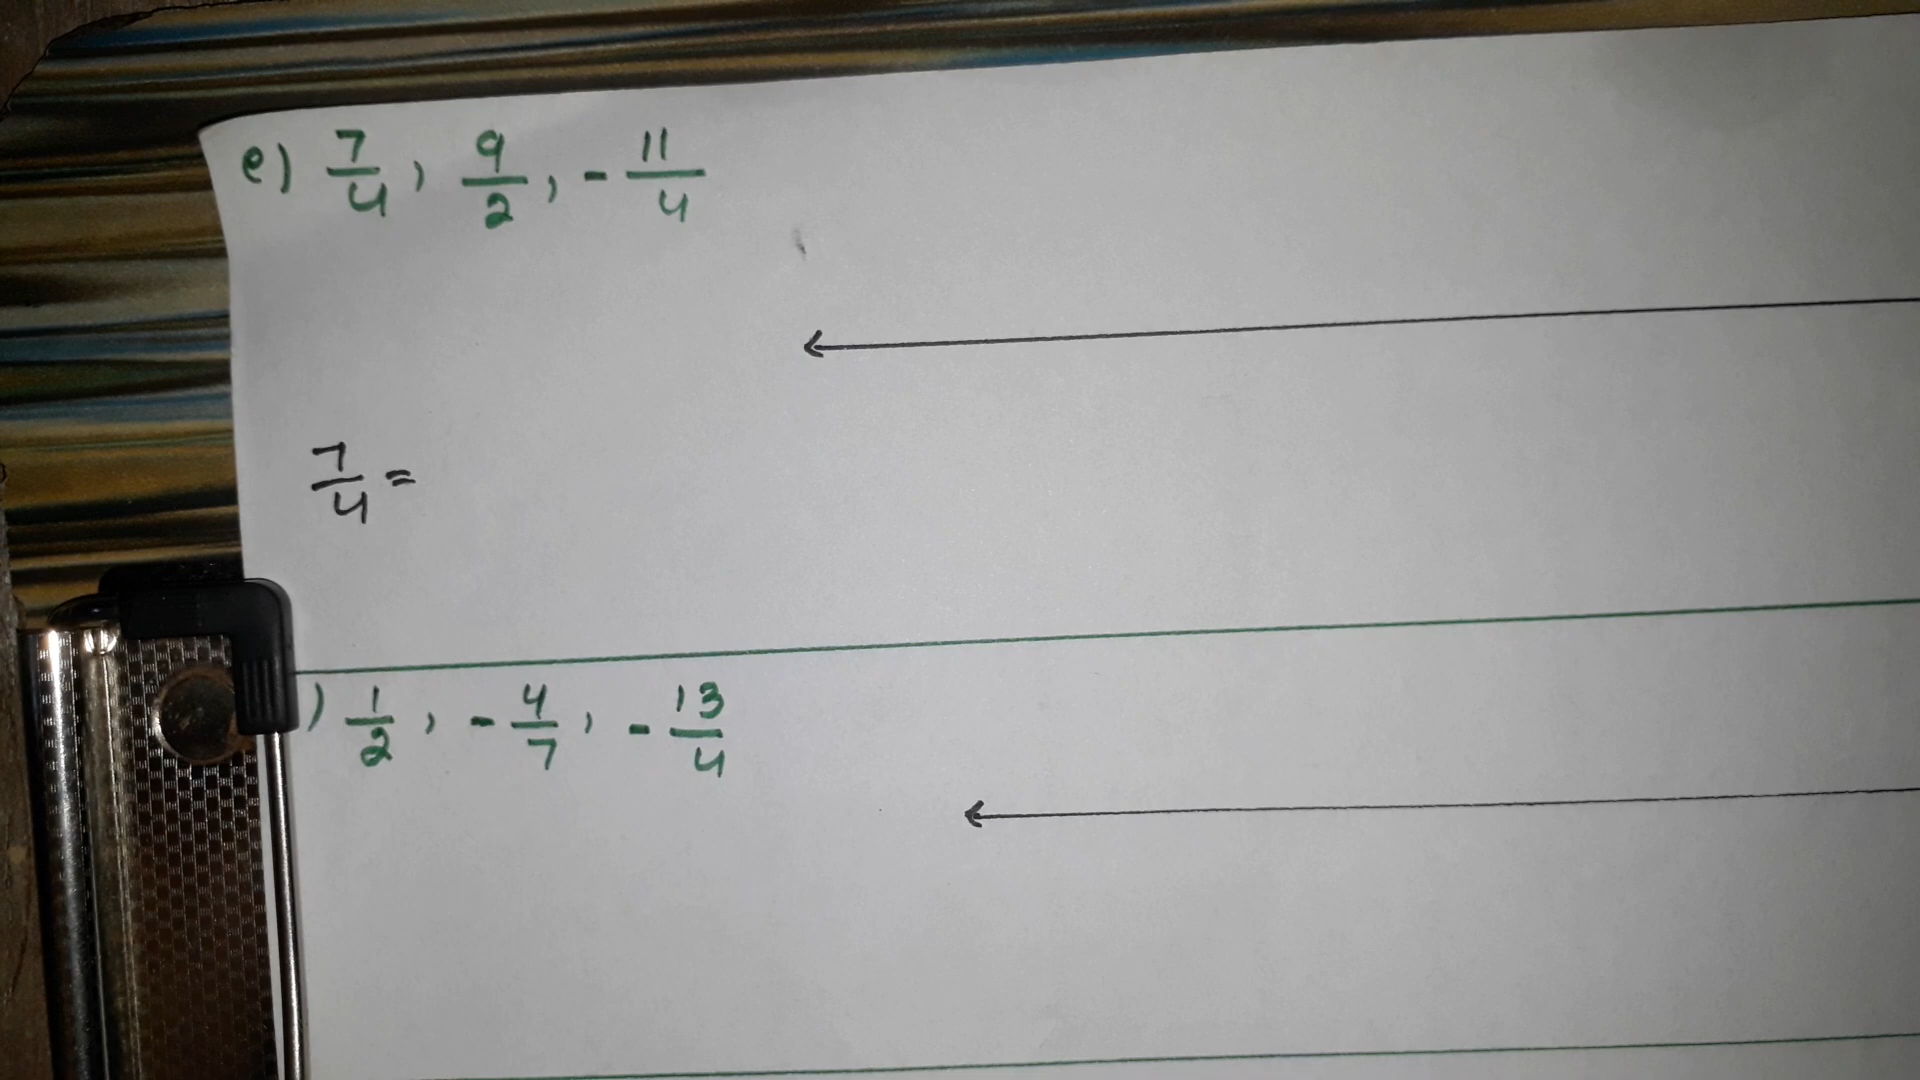 e) 7/4, 9/2, - 11/4
7/4 =
) 1/2, - 4/7, - 13/4